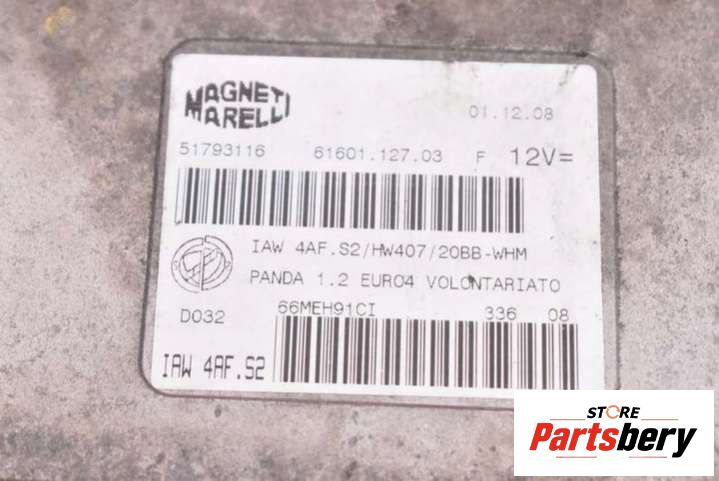 MAGNETI MARELLI
01.12.08
51793116 61601.127.03 F 12V=
IAW 4AF.S2/HW407/20BB-WHM
PANDA 1.2 EURO4 VOLONTARIATO
D032 66MEH91CI 336 08
IAW 4AF.S2
STORE
Partsbery